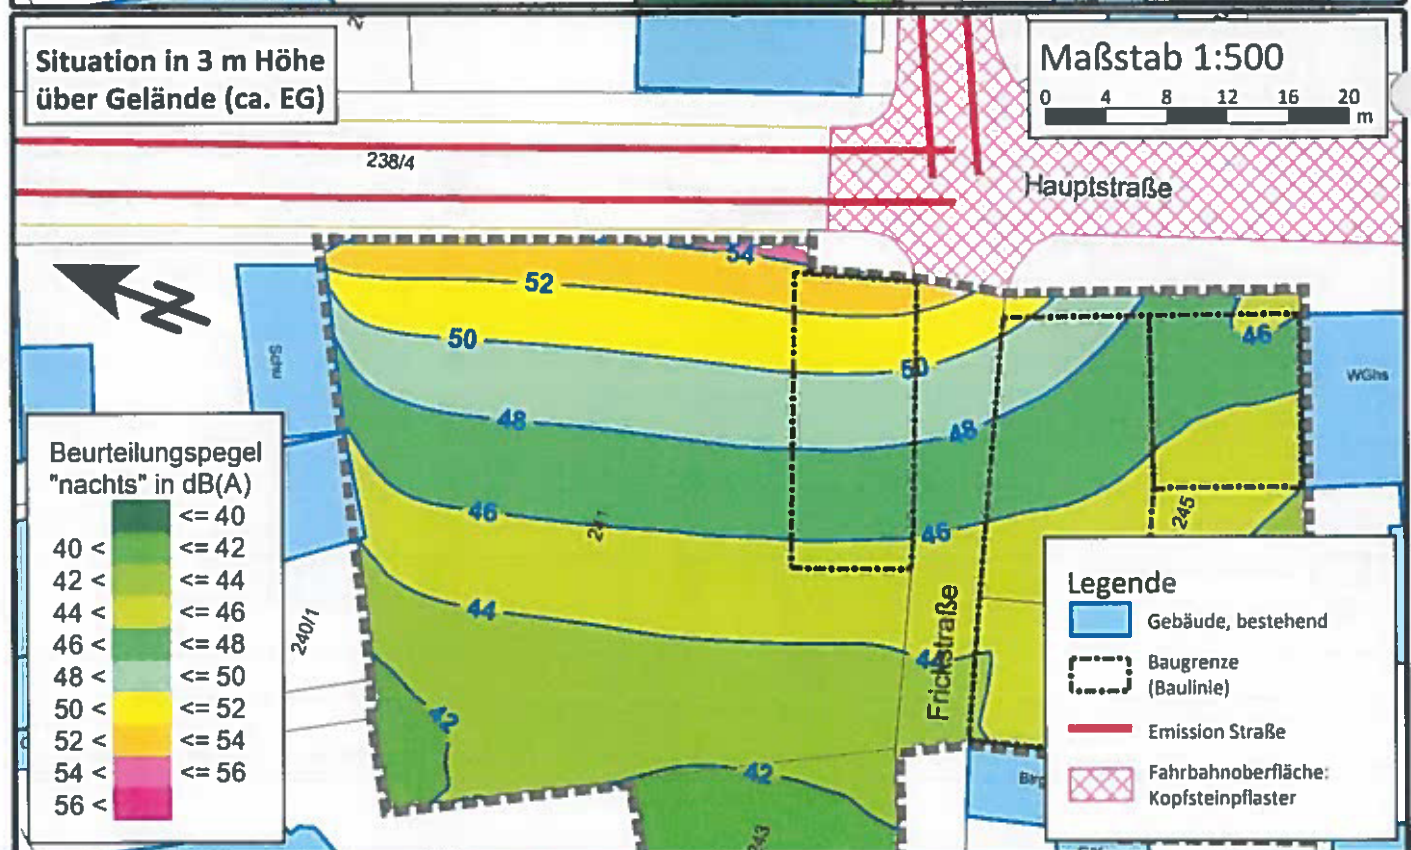 Situation in 3 m Höhe
über Gelände (ca. EG)
Maßstab 1:500
0 4 8 12 16 20
m
238/4
Hauptstraße
54
52
50
50
48
48
46
46
46
44
44
42
42
WGhs
241
245
240/1
243
Frickstraße
Beurteilungspegel
"nachts" in dB(A)
<= 40
40 < <= 42
42 < <= 44
44 < <= 46
46 < <= 48
48 < <= 50
50 < <= 52
52 < <= 54
54 < <= 56
56 <
Legende
Gebäude, bestehend
Baugrenze
(Baulinie)
Emission Straße
Fahrbahnoberfläche:
Kopfsteinpflaster